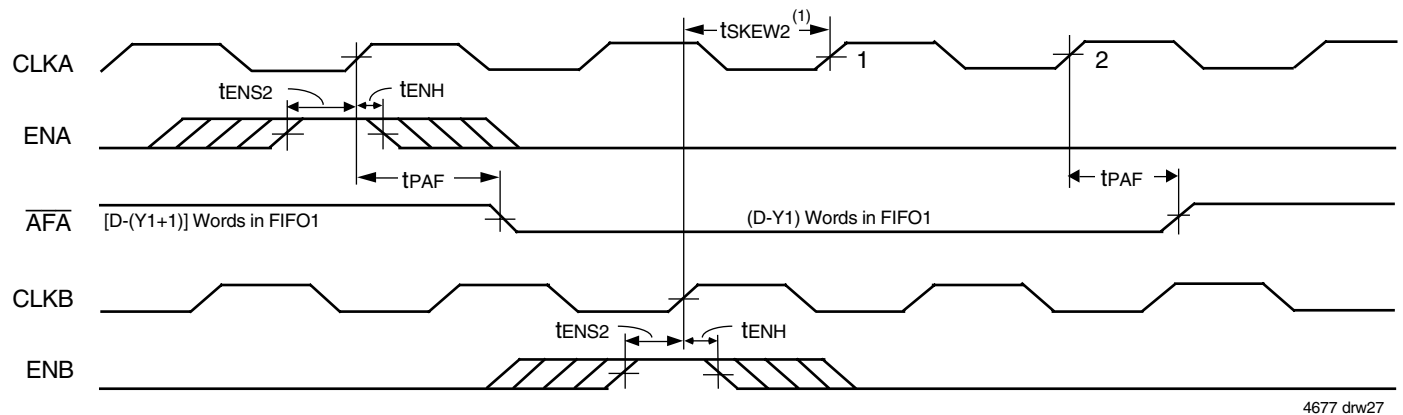 tSKEW2 (1)
CLKA
1
2
tENS2
tENH
ENA
tPAF
tPAF
AFA
[D-(Y1+1)] Words in FIFO1
(D-Y1) Words in FIFO1
CLKB
tENS2
tENH
ENB
4677 drw27